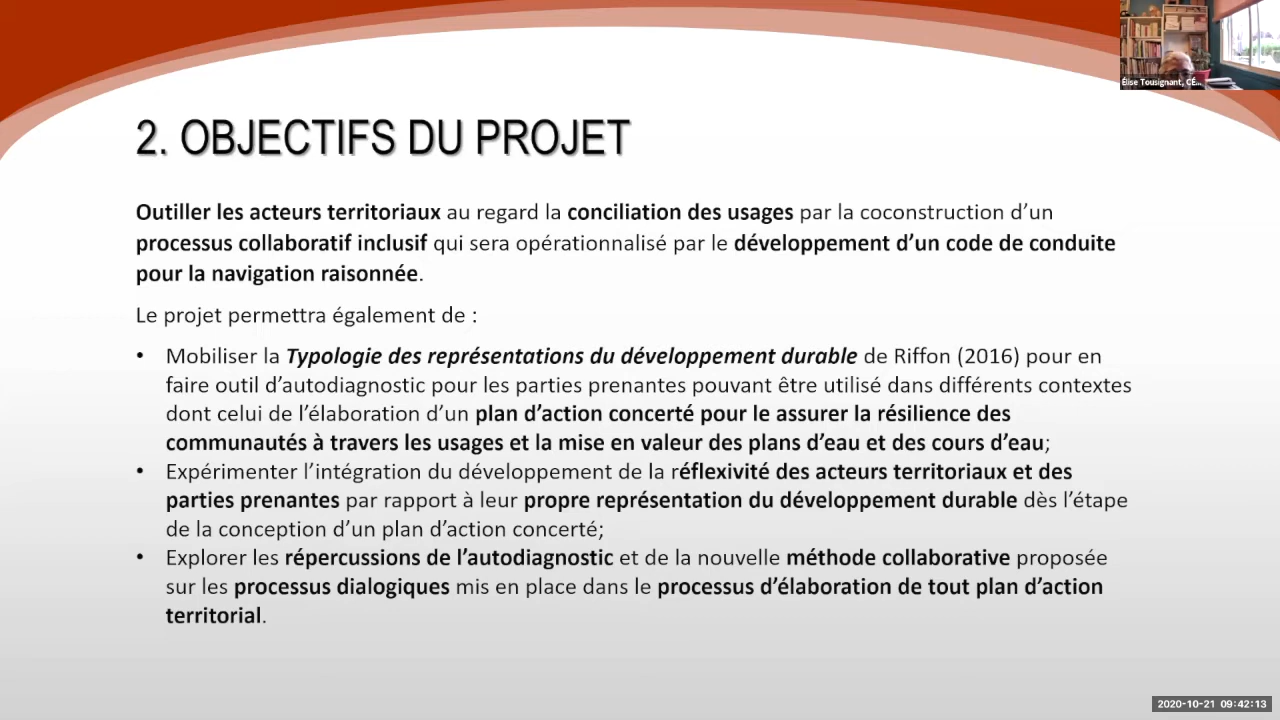 Élise Tousignant, CÉ...
2. OBJECTIFS DU PROJET
Outiller les acteurs territoriaux au regard la conciliation des usages par la coconstruction d’un
processus collaboratif inclusif qui sera opérationnalisé par le développement d’un code de conduite
pour la navigation raisonnée.
Le projet permettra également de :
• Mobiliser la Typologie des représentations du développement durable de Riffon (2016) pour en
faire outil d’autodiagnostic pour les parties prenantes pouvant être utilisé dans différents contextes
dont celui de l’élaboration d’un plan d’action concerté pour le assurer la résilience des
communautés à travers les usages et la mise en valeur des plans d’eau et des cours d’eau;
• Expérimenter l’intégration du développement de la réflexivité des acteurs territoriaux et des
parties prenantes par rapport à leur propre représentation du développement durable dès l’étape
de la conception d’un plan d’action concerté;
• Explorer les répercussions de l’autodiagnostic et de la nouvelle méthode collaborative proposée
sur les processus dialogiques mis en place dans le processus d’élaboration de tout plan d’action
territorial.
2020-10-21 09:42:13